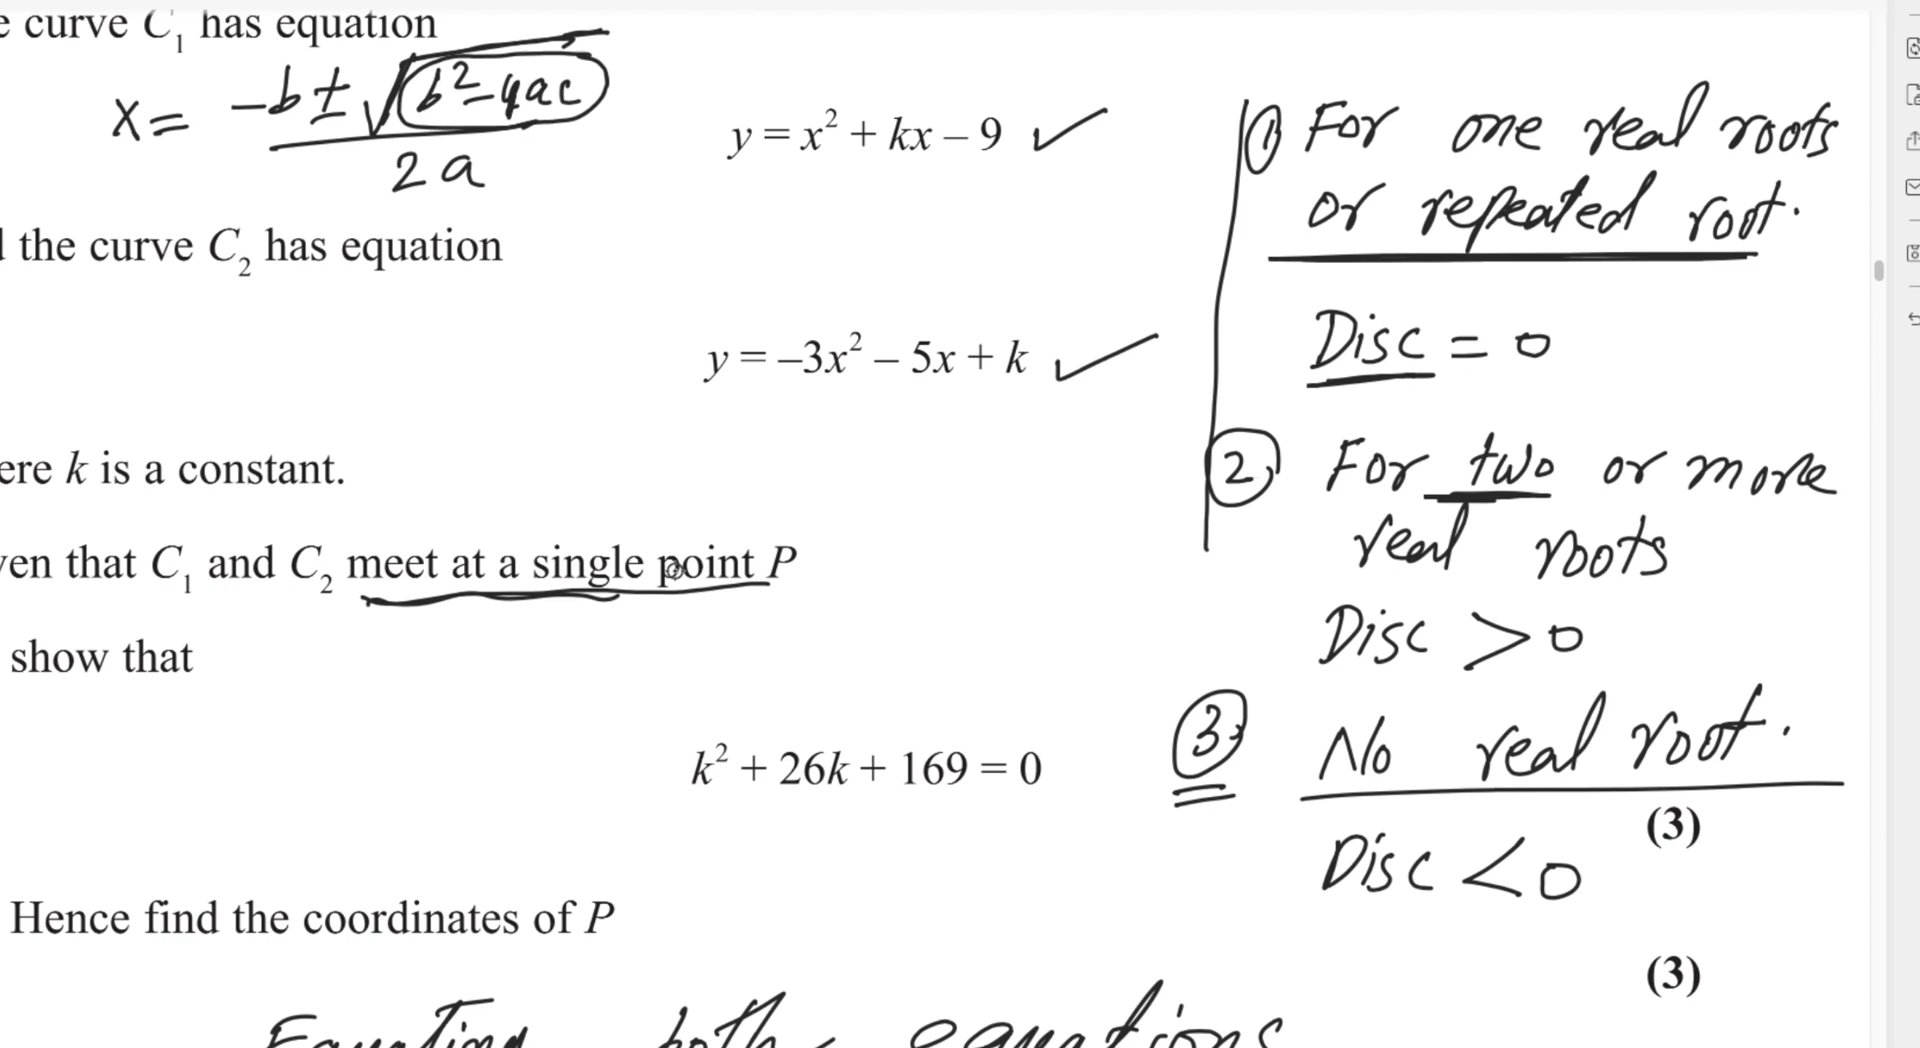 e curve C₁ has equation
x = -b ± √b² - 4ac
2a
y = x² + kx – 9
the curve C₂ has equation
y = –3x² – 5x + k
ere k is a constant.
ven that C₁ and C₂ meet at a single point P
show that
k² + 26k + 169 = 0
(3)
Hence find the coordinates of P
(3)
① For one real roots
or repeated root.
Disc = 0
② For two or more
real roots
Disc > 0
③ No real root.
Disc < 0
Equating both equations